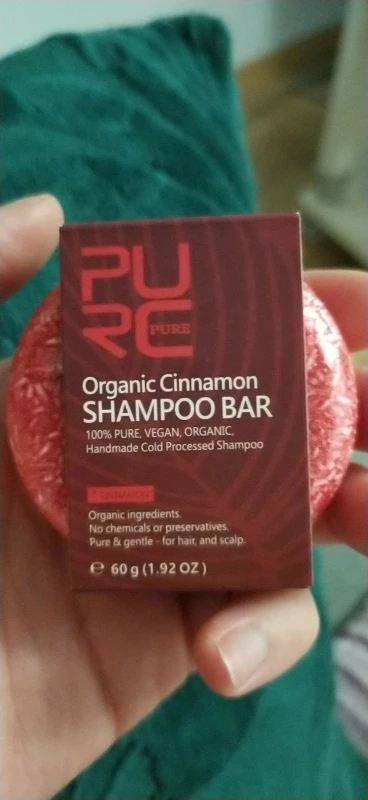 PURC
PURE
Organic Cinnamon
SHAMPOO BAR
100% PURE, VEGAN, ORGANIC,
Handmade Cold Processed Shampoo
CINNAMON
Organic ingredients.
No chemicals or preservatives.
Pure & gentle - for hair, and scalp.
℮ 60 g (1.92 OZ )